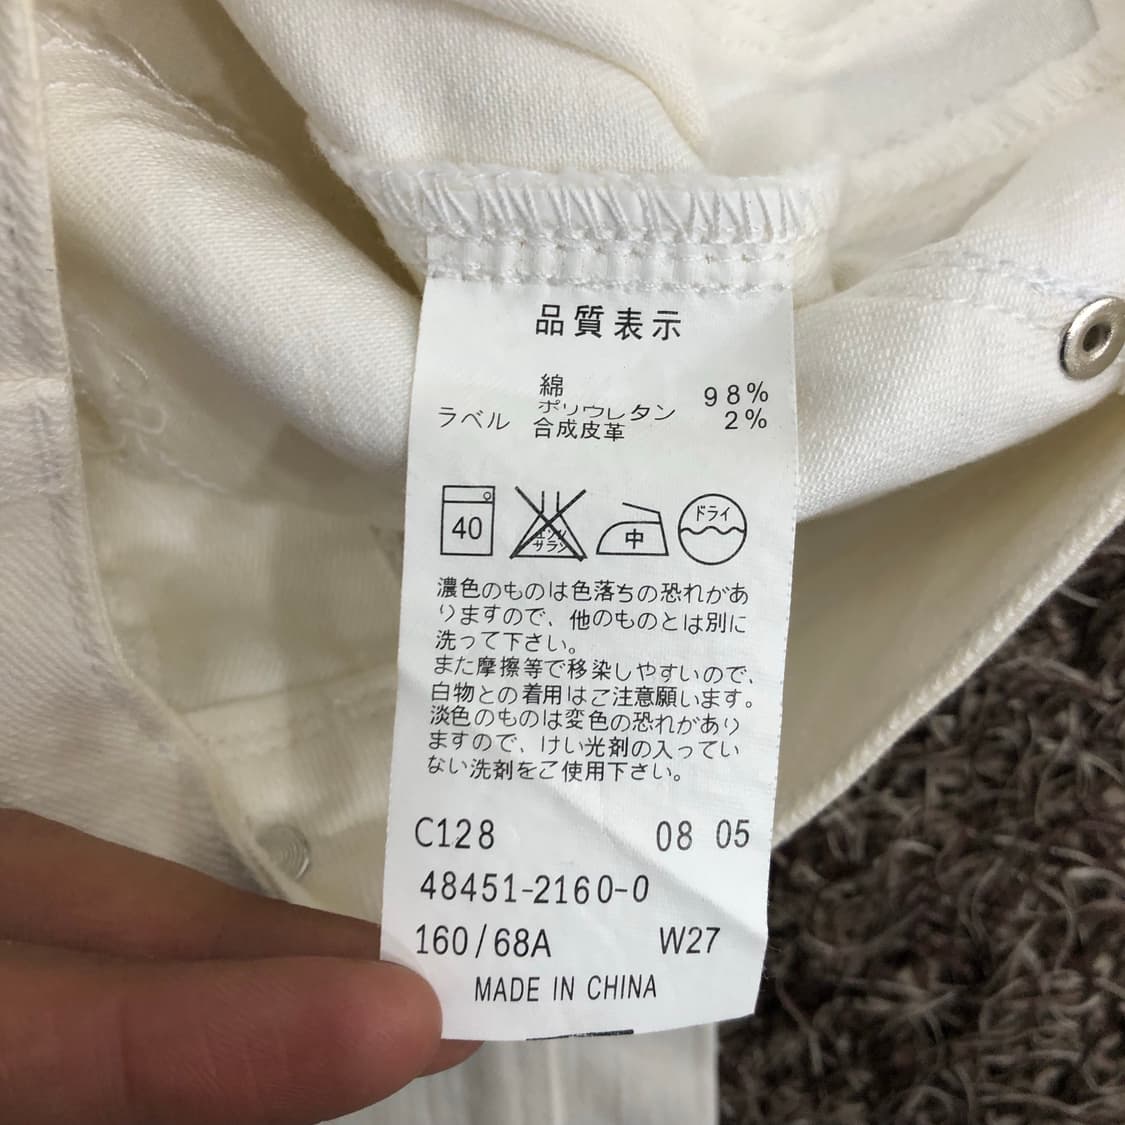 品質表示
綿 98%
ポリウレタン 2%
ラベル 合成皮革
40
エンソ
サラシ
中
ドライ
濃色のものは色落ちの恐れがあ
りますので、他のものとは別に
洗って下さい。
また摩擦等で移染しやすいので、
白物との着用はご注意願います。
淡色のものは変色の恐れがあり
ますので、けい光剤の入ってい
ない洗剤をご使用下さい。
C128 08 05
48451-2160-0
160/68A W27
MADE IN CHINA